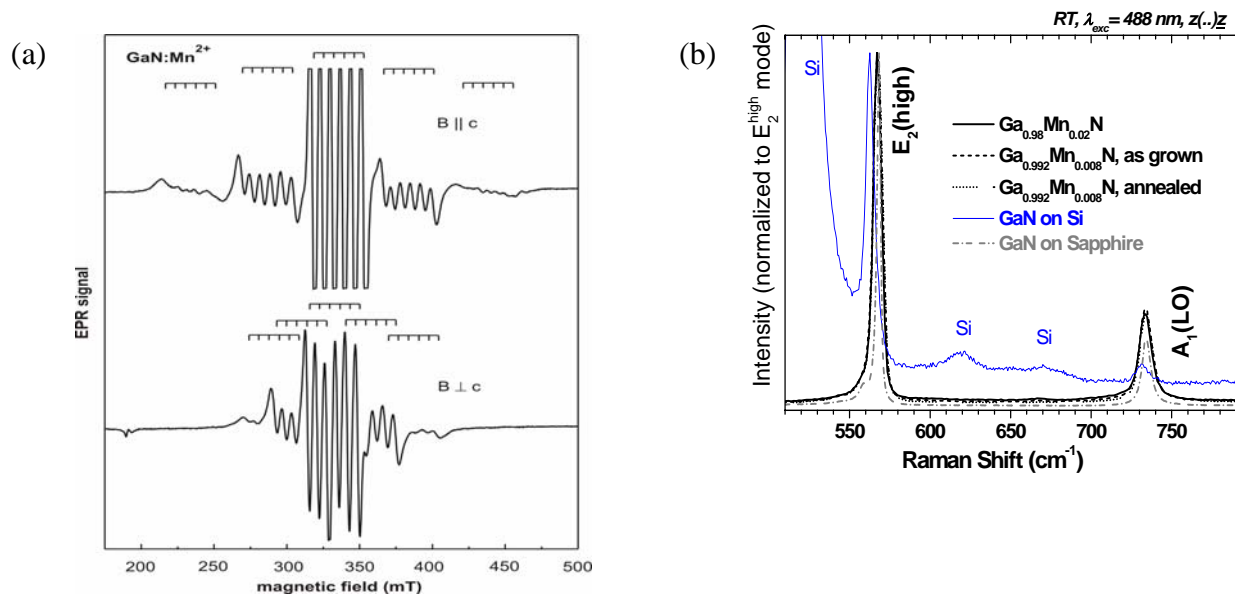 (a)
GaN:Mn2+
B || c
B ⊥ c
EPR signal
200 250 300 350 400 450 500
magnetic field (mT)
(b)
RT, λexc= 488 nm, z(..)z
Si
E2(high)
Ga0.98Mn0.02N
Ga0.992Mn0.008N, as grown
Ga0.992Mn0.008N, annealed
GaN on Si
GaN on Sapphire
Si
Si
A1(LO)
Intensity (normalized to E2high mode)
550 600 650 700 750
Raman Shift (cm-1)